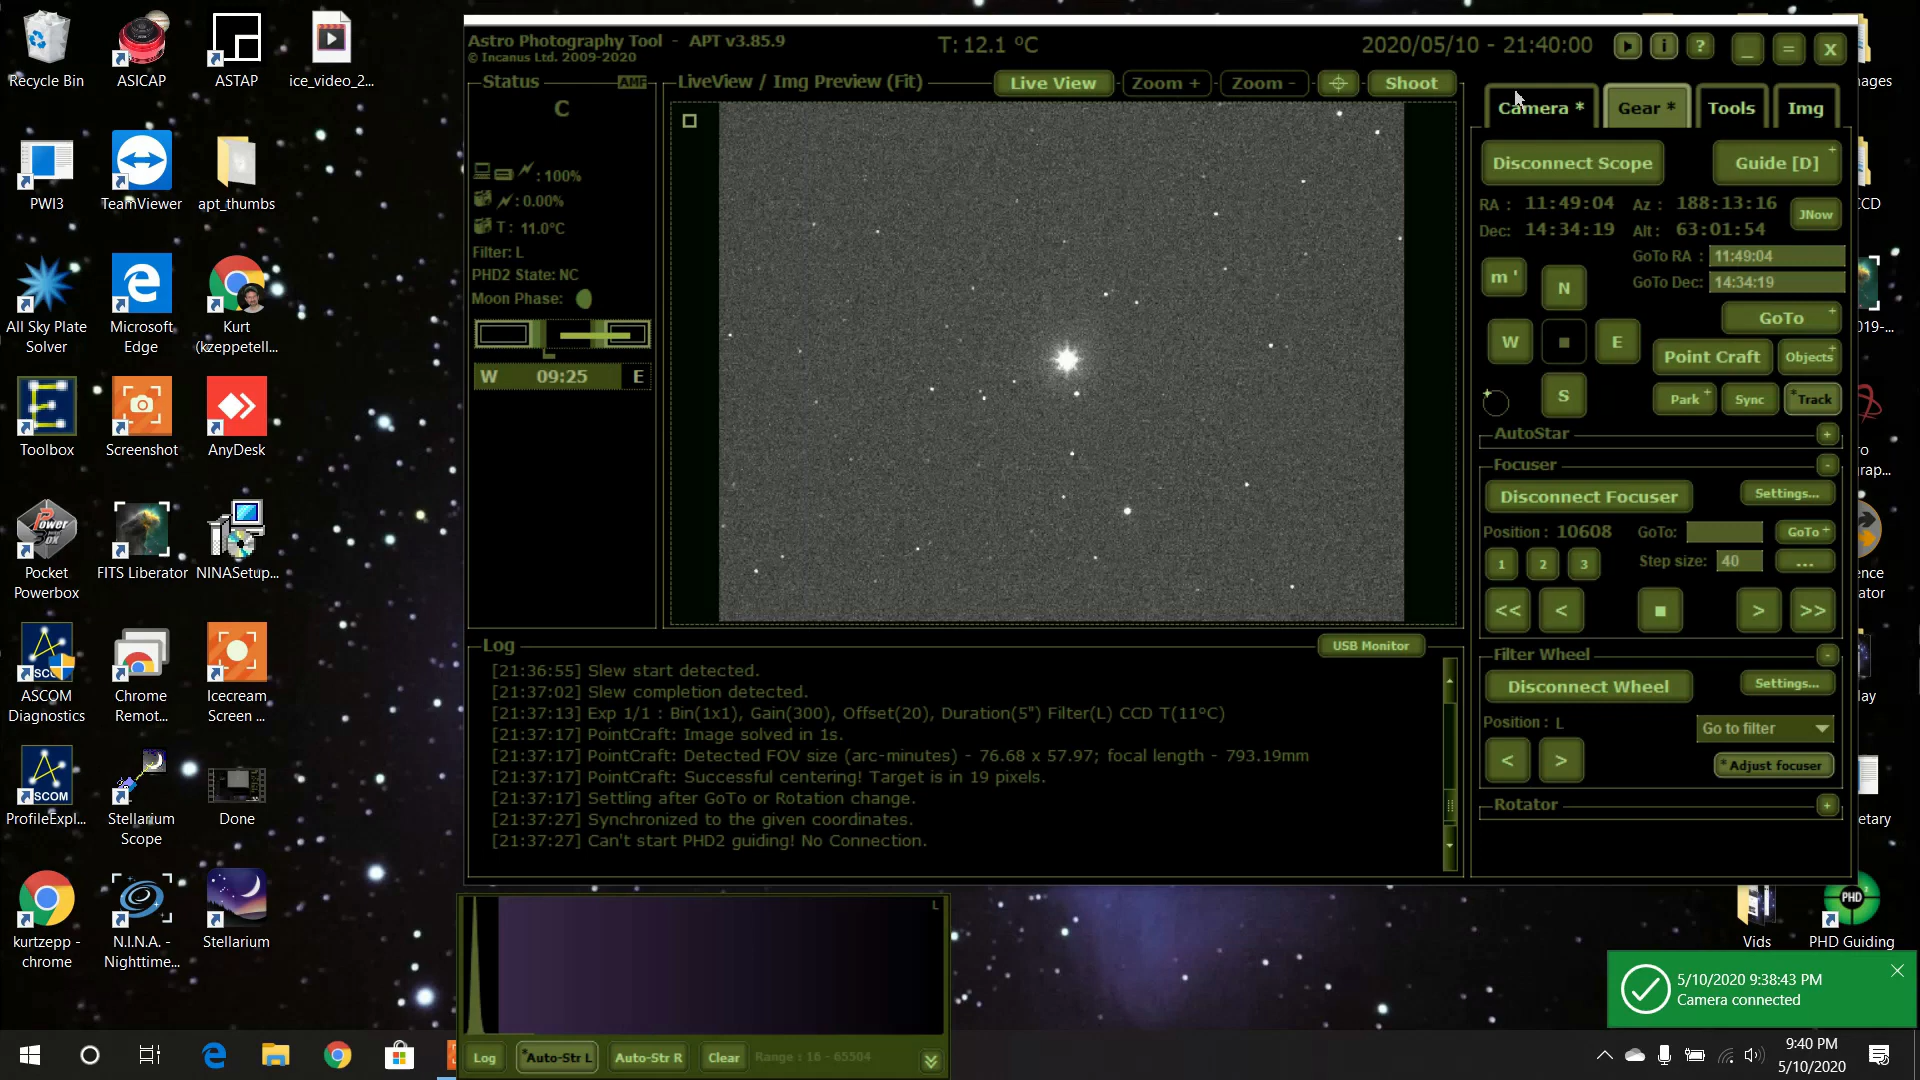 Recycle Bin
ASICAP
ASTAP
ice_video_2...
PWI3
TeamViewer
apt_thumbs
All Sky Plate
Solver
Microsoft
Edge
Kurt
(kzeppetell...
Toolbox
Screenshot
AnyDesk
Pocket
Powerbox
FITS Liberator
NINASetup...
ASCOM
Diagnostics
Chrome
Remot...
Icecream
Screen ...
ProfileExpl...
Stellarium
Scope
Done
kurtzepp -
chrome
N.I.N.A. -
Nighttime...
Stellarium
Astro Photography Tool - APT v3.85.9
© Incanus Ltd. 2009-2020
T: 12.1 ºC
2020/05/10 - 21:40:00
Status
AMF
C
: 100%
: 0.00%
T : 11.0°C
Filter: L
PHD2 State: NC
Moon Phase:
W 09:25 E
LiveView / Img Preview (Fit)
Live View
Zoom +
Zoom -
Shoot
Log
USB Monitor
[21:36:55] Slew start detected.
[21:37:02] Slew completion detected.
[21:37:13] Exp 1/1 : Bin(1x1), Gain(300), Offset(20), Duration(5") Filter(L) CCD T(11ºC)
[21:37:17] PointCraft: Image solved in 1s.
[21:37:17] PointCraft: Detected FOV size (arc-minutes) - 76.68 x 57.97; focal length - 793.19mm
[21:37:17] PointCraft: Successful centering! Target is in 19 pixels.
[21:37:17] Settling after GoTo or Rotation change.
[21:37:27] Synchronized to the given coordinates.
[21:37:27] Can't start PHD2 guiding! No Connection.
Camera *
Gear *
Tools
Img
Disconnect Scope
Guide [D] +
RA : 11:49:04 Az : 188:13:16
JNow
Dec: 14:34:19 Alt : 63:01:54
GoTo RA : 11:49:04
GoTo Dec: 14:34:19
m '
N
W
E
S
GoTo +
Point Craft
Objects +
Park +
Sync
*Track
AutoStar +
Focuser -
Disconnect Focuser
Settings...
Position : 10608 GoTo:
GoTo +
1
2
3
Step size: 40
...
<<
<
>
>>
Filter Wheel -
Disconnect Wheel
Settings...
Position : L
Go to filter
<
>
*Adjust focuser
Rotator +
L
Log
*Auto-Str L
Auto-Str R
Clear
Range : 16 - 65504
ages
CCD
019-...
ro
grap...
ence
ator
lay
etary
Vids
PHD
PHD Guiding
5/10/2020 9:38:43 PM
Camera connected
9:40 PM
5/10/2020